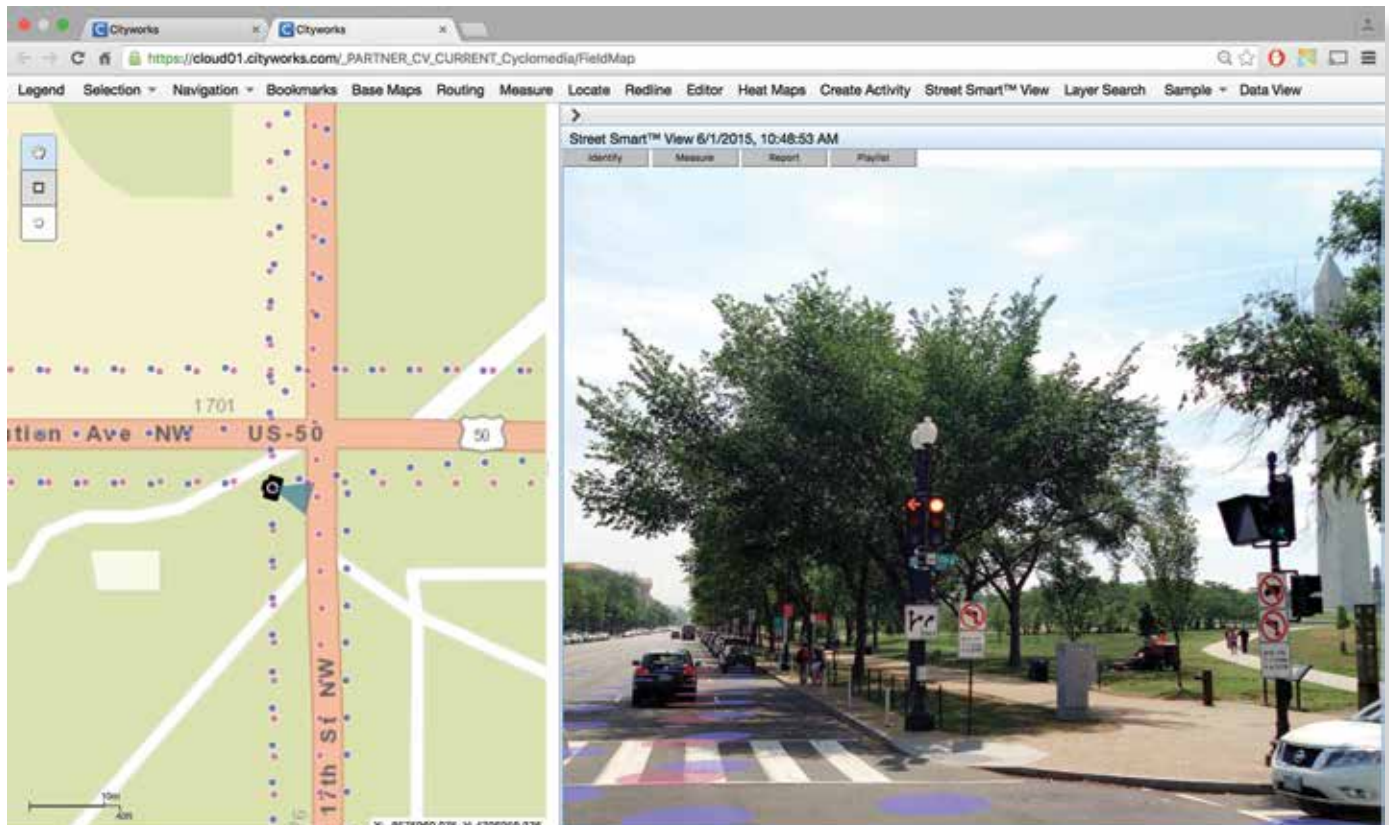 Cityworks
Cityworks
https://cloud01.cityworks.com/_PARTNER_CV_CURRENT_Cyclomedia/FieldMap
Legend Selection Navigation Bookmarks Base Maps Routing Measure Locate Redline Editor Heat Maps Create Activity Street Smart™ View Layer Search Sample Data View
Street Smart™ View 6/1/2015, 10:48:53 AM
Identify Measure Report Playlist
1701
tion Ave NW US-50
50
17th St NW
10m
40ft